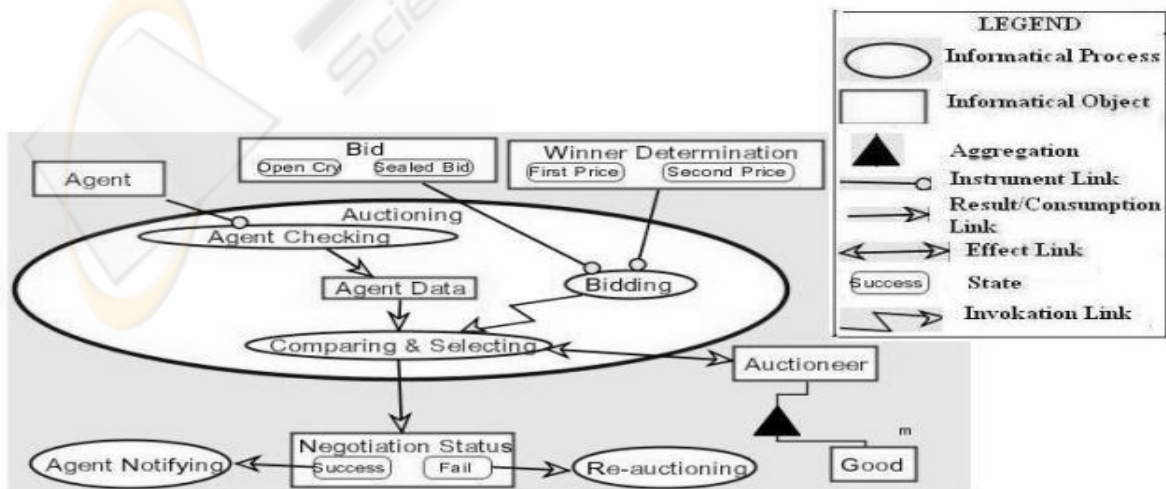 Scie
LEGEND
Informatical Process
Informatical Object
Aggregation
Instrument Link
Result/Consumption
Link
Effect Link
Success
State
Invokation Link
Bid
Open Cry
Sealed Bid
Winner Determination
First Price
Second Price
Agent
Auctioning
Agent Checking
Agent Data
Bidding
Comparing & Selecting
Auctioneer
m
Good
Negotiation Status
Success
Fail
Agent Notifying
Re-auctioning